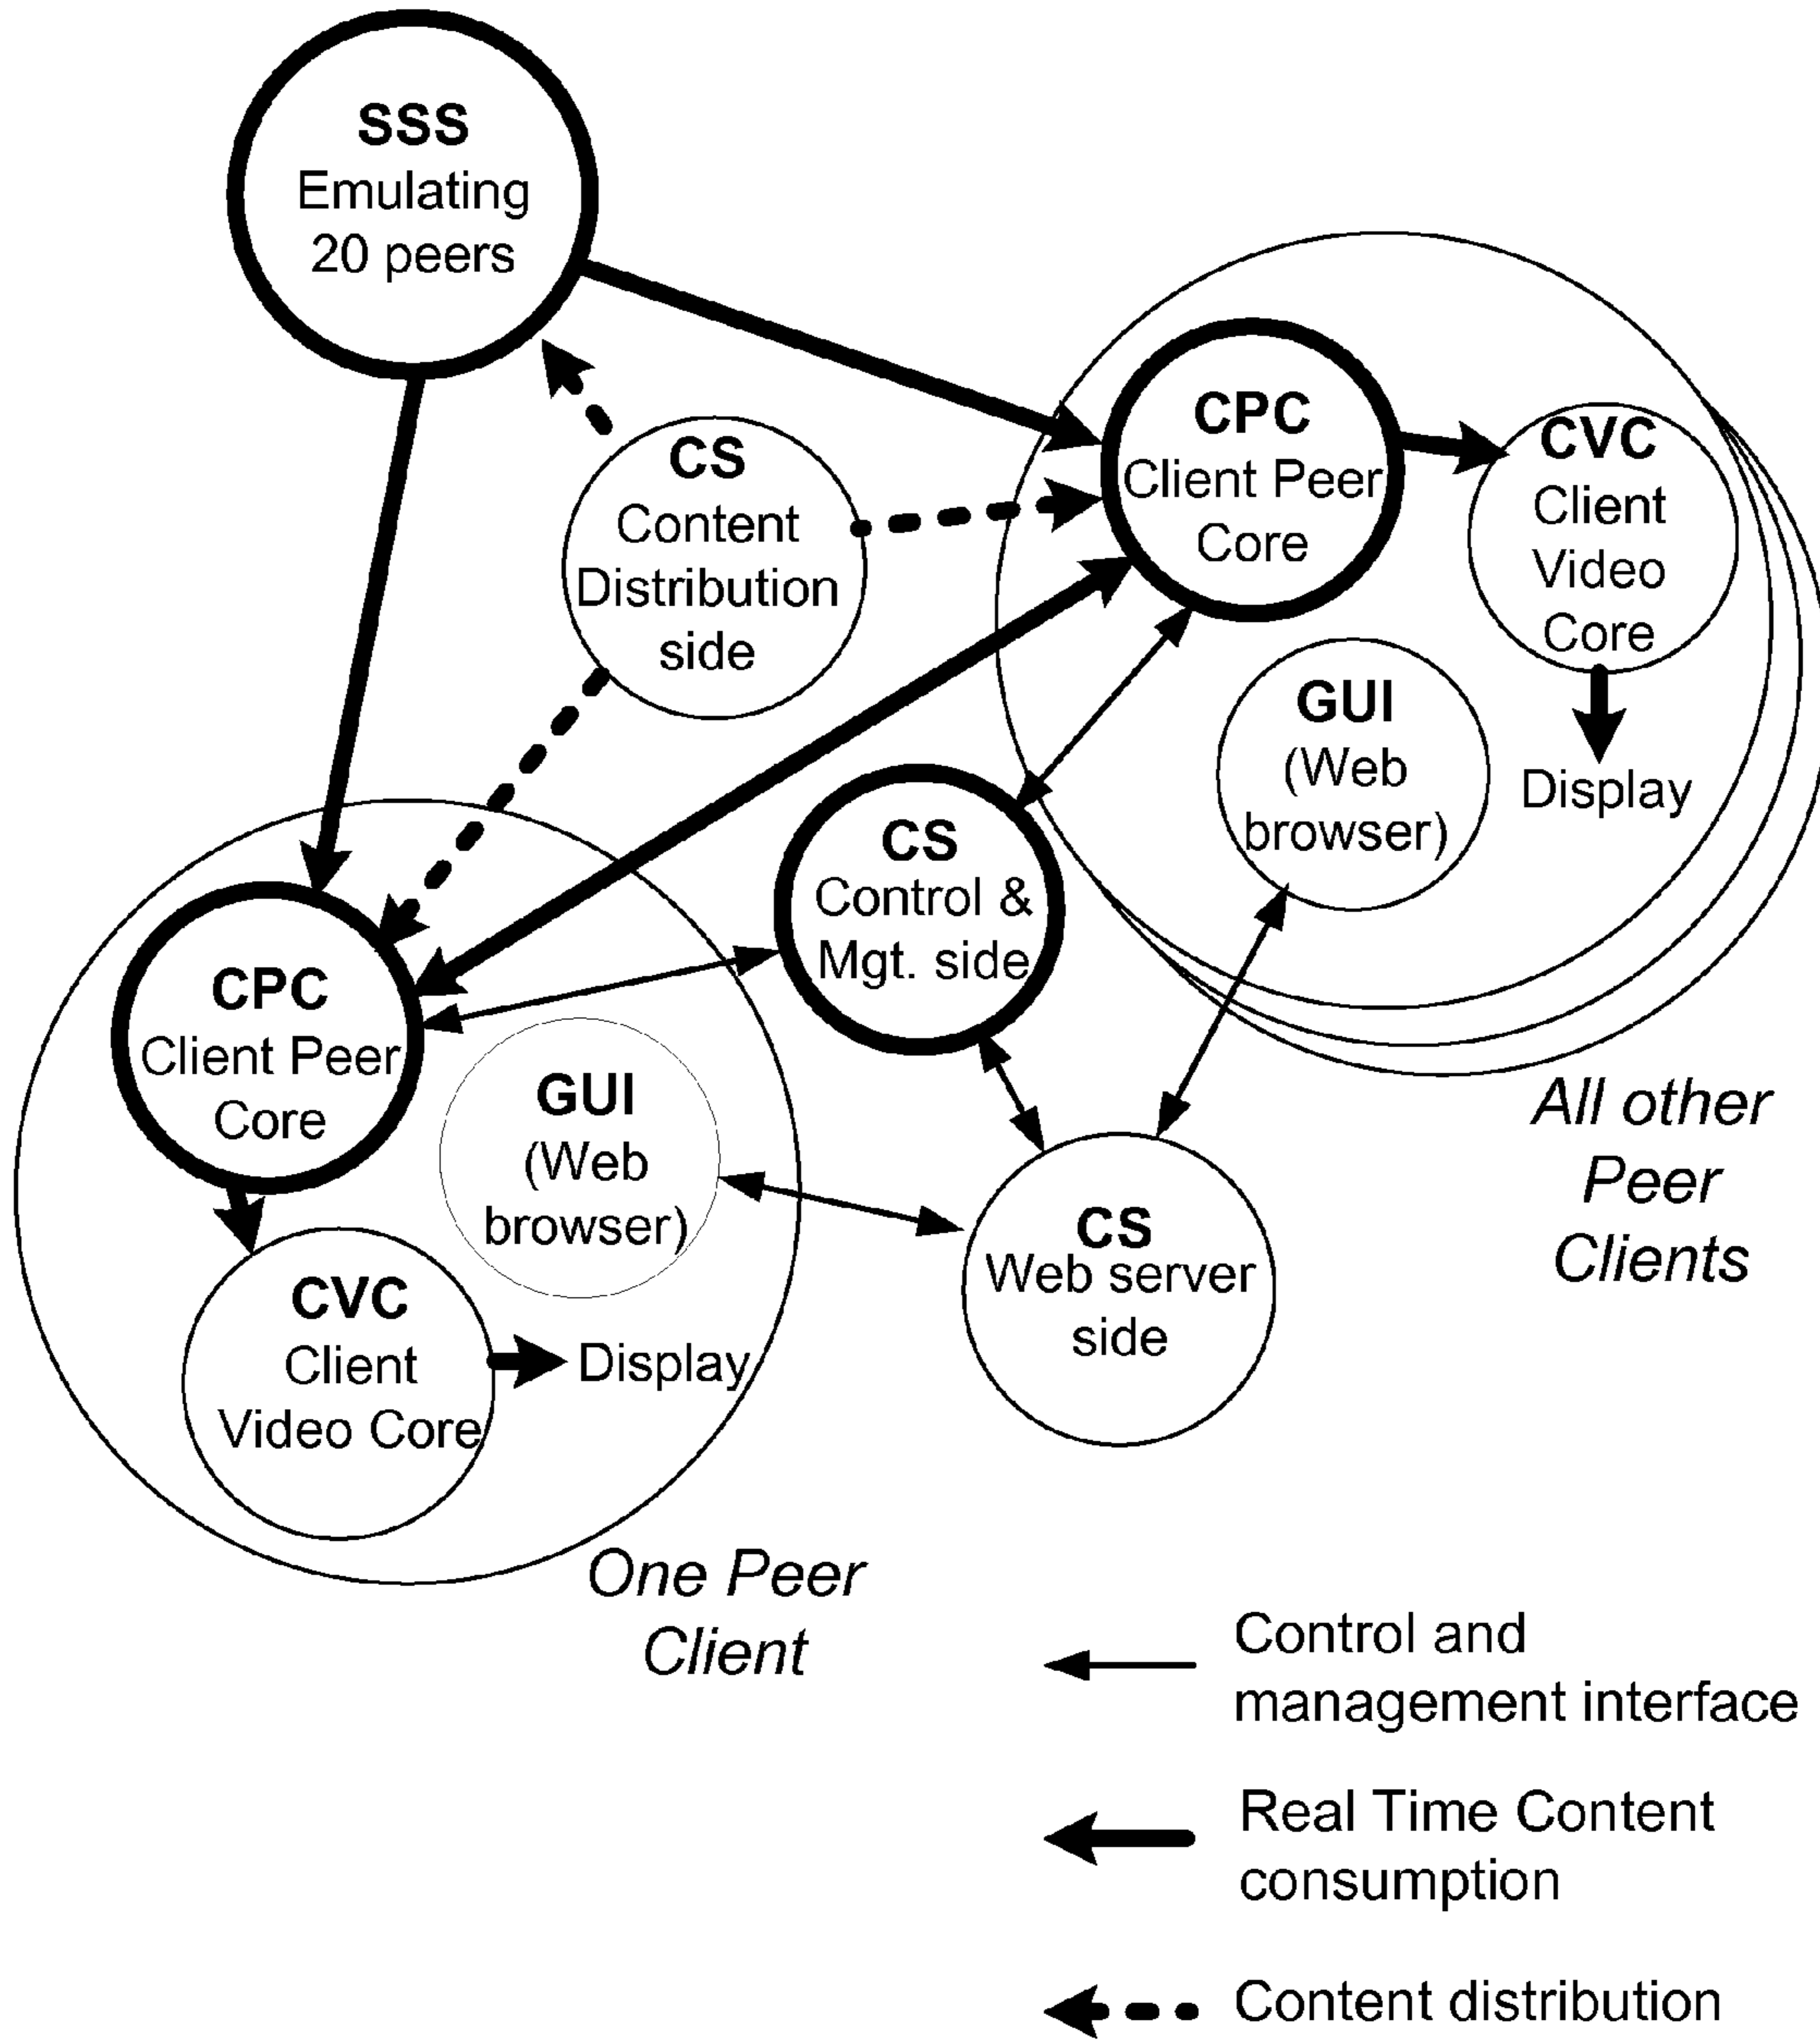 SSS
Emulating
20 peers
CS
Content
Distribution
side
CPC
Client Peer
Core
CVC
Client
Video
Core
GUI
(Web
browser)
Display
CS
Control &
Mgt. side
CPC
Client Peer
Core
GUI
(Web
browser)
CVC
Client
Video Core
Display
CS
Web server
side
All other
Peer
Clients
One Peer
Client
Control and
management interface
Real Time Content
consumption
Content distribution